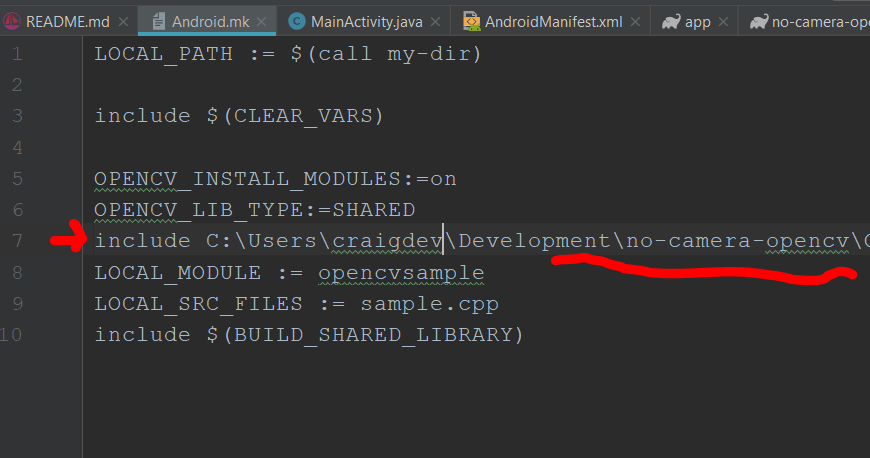 README.md Android.mk MainActivity.java AndroidManifest.xml app no-camera-ope
1 LOCAL_PATH := $(call my-dir)
2
3 include $(CLEAR_VARS)
4
5 OPENCV_INSTALL_MODULES:=on
6 OPENCV_LIB_TYPE:=SHARED
7 include C:\Users\craigdev\Development\no-camera-opencv\
8 LOCAL_MODULE := opencvsample
9 LOCAL_SRC_FILES := sample.cpp
10 include $(BUILD_SHARED_LIBRARY)